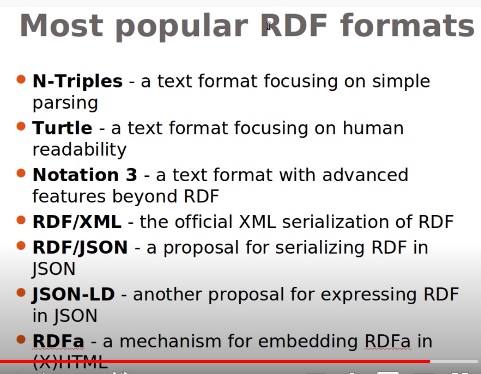 Most popular RDF formats
N-Triples - a text format focusing on simple
parsing
Turtle - a text format focusing on human
readability
Notation 3 - a text format with advanced
features beyond RDF
RDF/XML - the official XML serialization of RDF
RDF/JSON - a proposal for serializing RDF in
JSON
JSON-LD - another proposal for expressing RDF
in JSON
RDFa - a mechanism for embedding RDFa in
(X)HTML